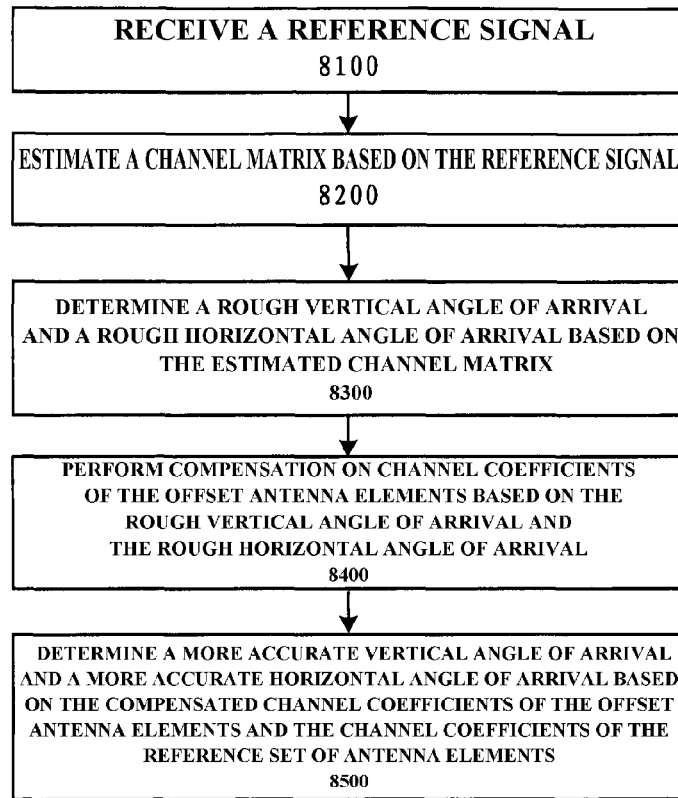 RECEIVE A REFERENCE SIGNAL
8100
ESTIMATE A CHANNEL MATRIX BASED ON THE REFERENCE SIGNAL
8200
DETERMINE A ROUGH VERTICAL ANGLE OF ARRIVAL
AND A ROUGH HORIZONTAL ANGLE OF ARRIVAL BASED ON
THE ESTIMATED CHANNEL MATRIX
8300
PERFORM COMPENSATION ON CHANNEL COEFFICIENTS
OF THE OFFSET ANTENNA ELEMENTS BASED ON THE
ROUGH VERTICAL ANGLE OF ARRIVAL AND
THE ROUGH HORIZONTAL ANGLE OF ARRIVAL
8400
DETERMINE A MORE ACCURATE VERTICAL ANGLE OF ARRIVAL
AND A MORE ACCURATE HORIZONTAL ANGLE OF ARRIVAL BASED
ON THE COMPENSATED CHANNEL COEFFICIENTS OF THE OFFSET
ANTENNA ELEMENTS AND THE CHANNEL COEFFICIENTS OF THE
REFERENCE SET OF ANTENNA ELEMENTS
8500